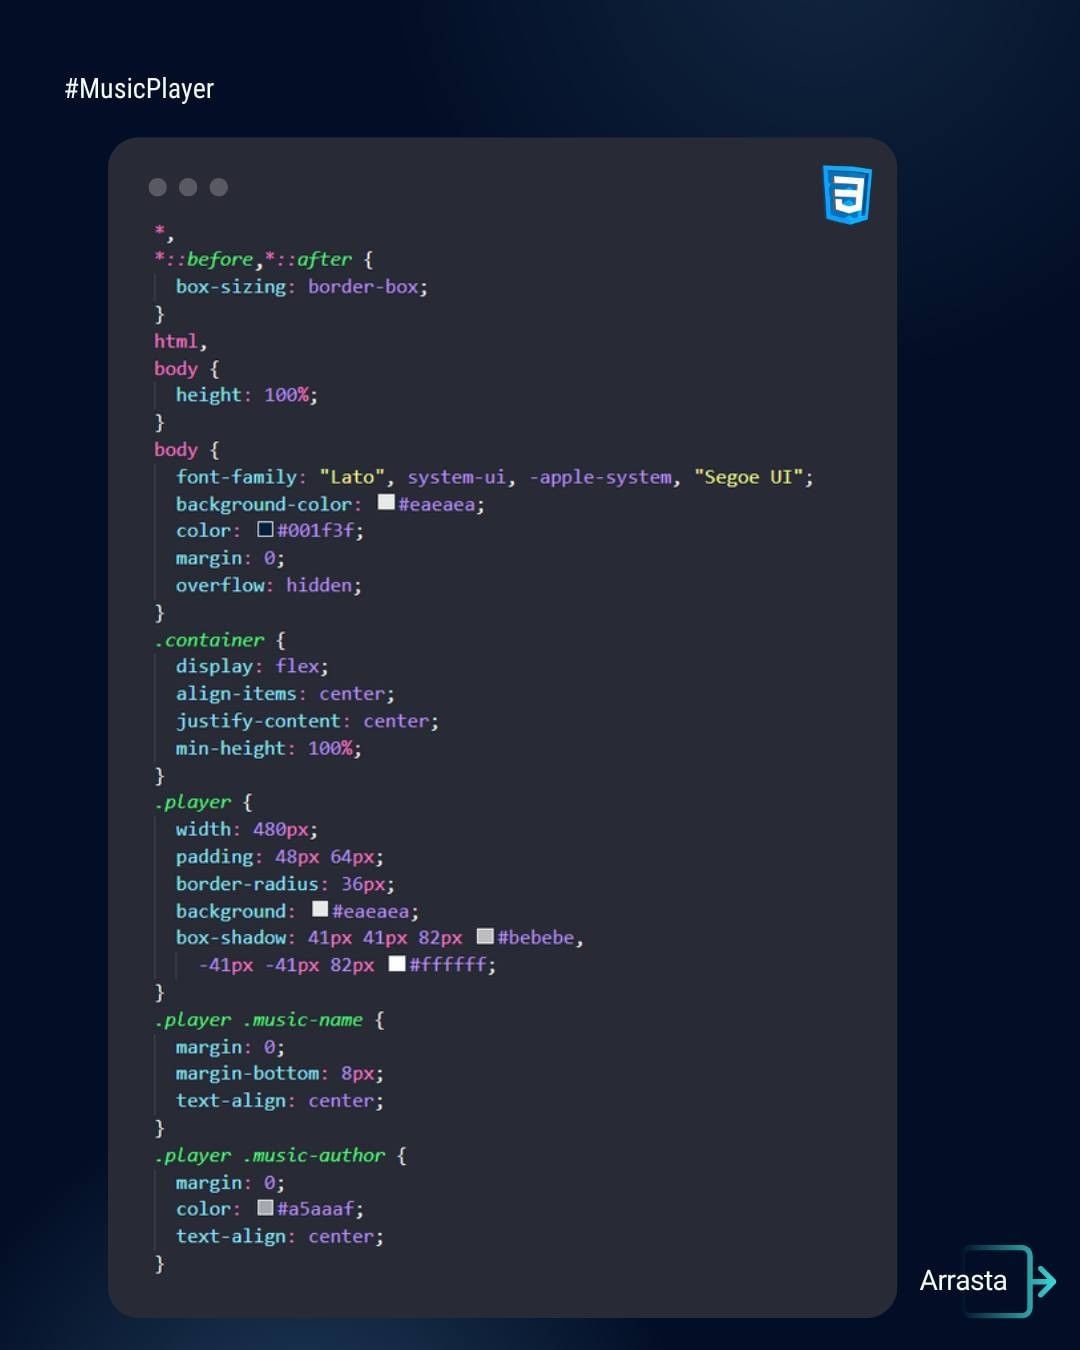 #MusicPlayer
*,
*::before,*::after {
  box-sizing: border-box;
}
html,
body {
  height: 100%;
}
body {
  font-family: "Lato", system-ui, -apple-system, "Segoe UI";
  background-color: #eaeaea;
  color: #001f3f;
  margin: 0;
  overflow: hidden;
}
.container {
  display: flex;
  align-items: center;
  justify-content: center;
  min-height: 100%;
}
.player {
  width: 480px;
  padding: 48px 64px;
  border-radius: 36px;
  background: #eaeaea;
  box-shadow: 41px 41px 82px #bebebe,
    -41px -41px 82px #ffffff;
}
.player .music-name {
  margin: 0;
  margin-bottom: 8px;
  text-align: center;
}
.player .music-author {
  margin: 0;
  color: #a5aaaf;
  text-align: center;
}
Arrasta